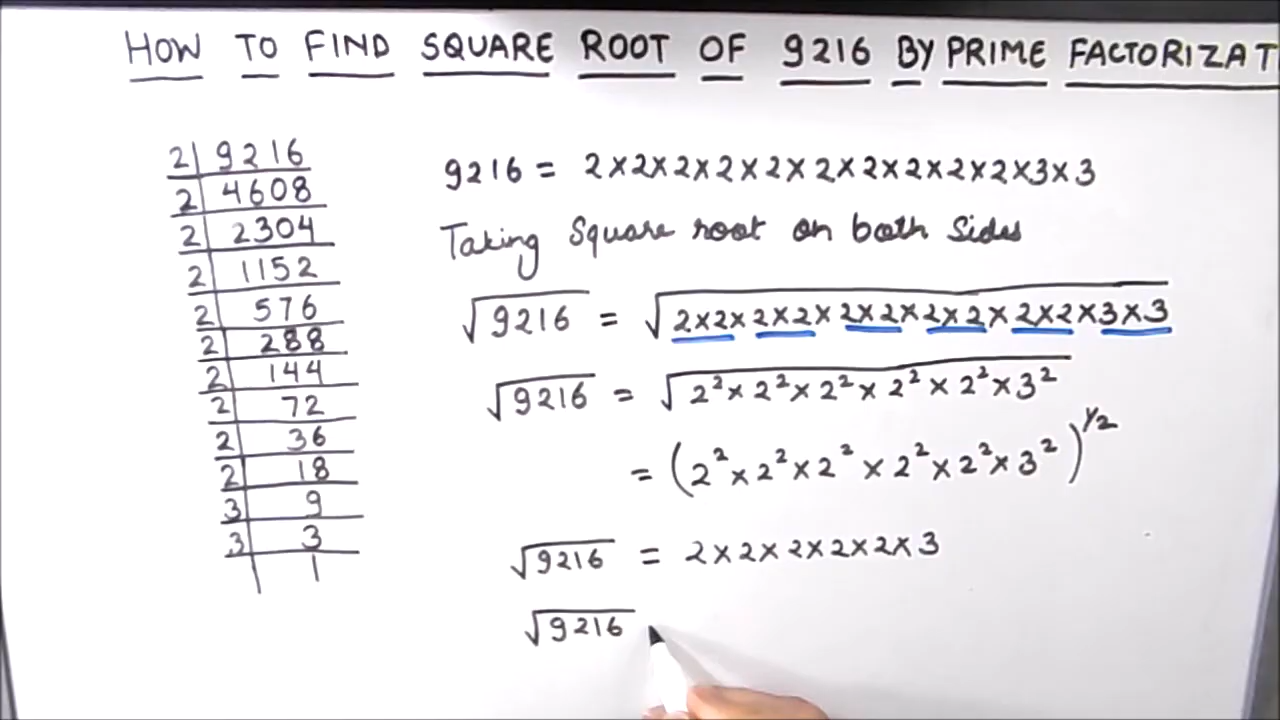 HOW TO FIND SQUARE ROOT OF 9216 BY PRIME FACTORIZAT
2 9216
2 4608
2 2304
2 1152
2 576
2 288
2 144
2 72
2 36
2 18
3 9
3 3
1
9216 = 2×2×2×2×2×2×2×2×2×2×3×3
Taking Square root on both Sides
√9216 = √2×2×2×2×2×2×2×2×2×2×3×3
√9216 = √2²×2²×2²×2²×2²×3²
= (2²×2²×2²×2²×2²×3²)^1/2
√9216 = 2×2×2×2×2×3
√9216